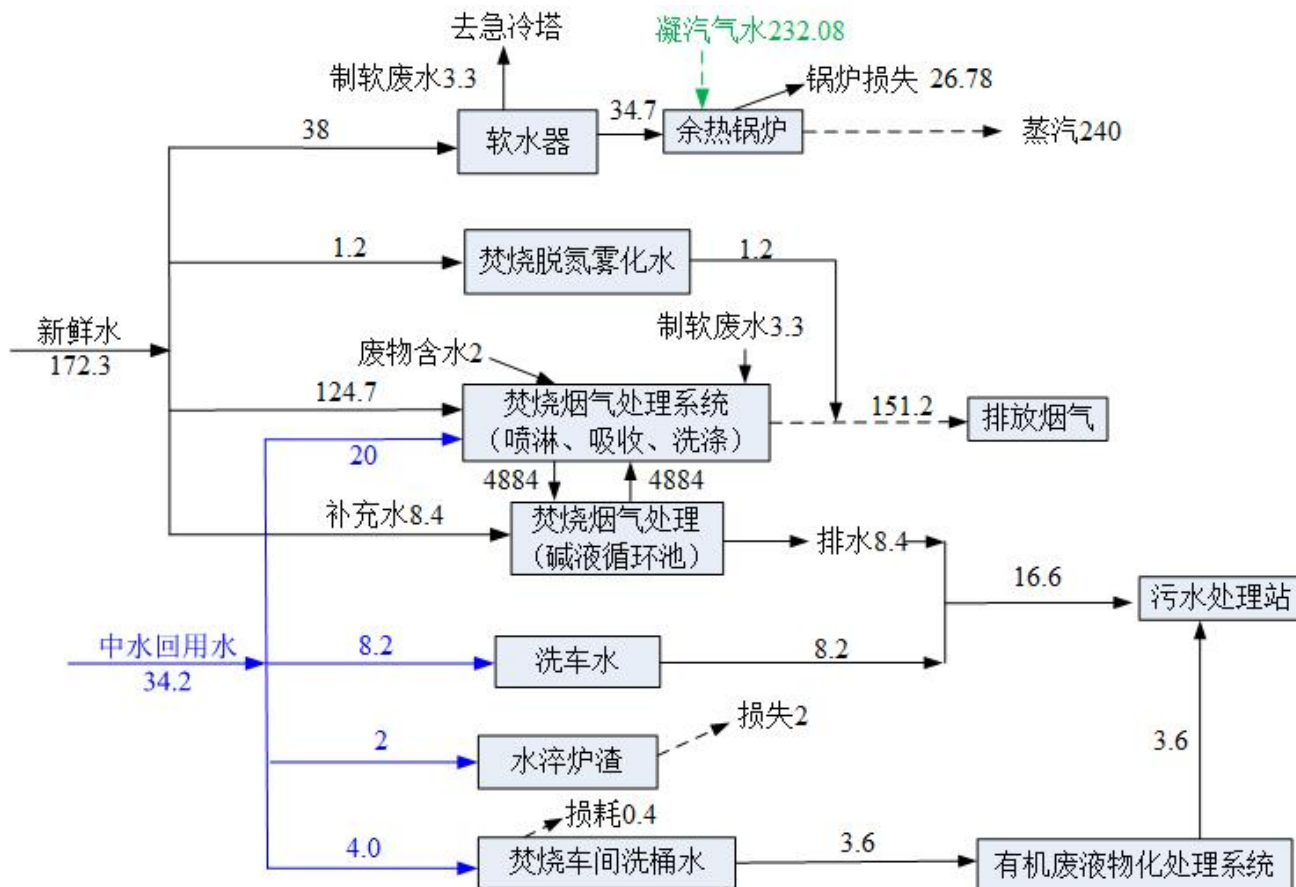 去急冷塔
凝汽气水232.08
制软废水3.3
锅炉损失 26.78
38
34.7
软水器
余热锅炉
蒸汽240
1.2
焚烧脱氮雾化水
1.2
新鲜水
172.3
制软废水3.3
废物含水2
124.7
焚烧烟气处理系统
（喷淋、吸收、洗涤）
151.2
排放烟气
20
4884
4884
补充水8.4
焚烧烟气处理
（碱液循环池）
排水8.4
16.6
污水处理站
中水回用水
34.2
8.2
洗车水
8.2
损失2
2
水淬炉渣
3.6
损耗0.4
4.0
焚烧车间洗桶水
3.6
有机废液物化处理系统